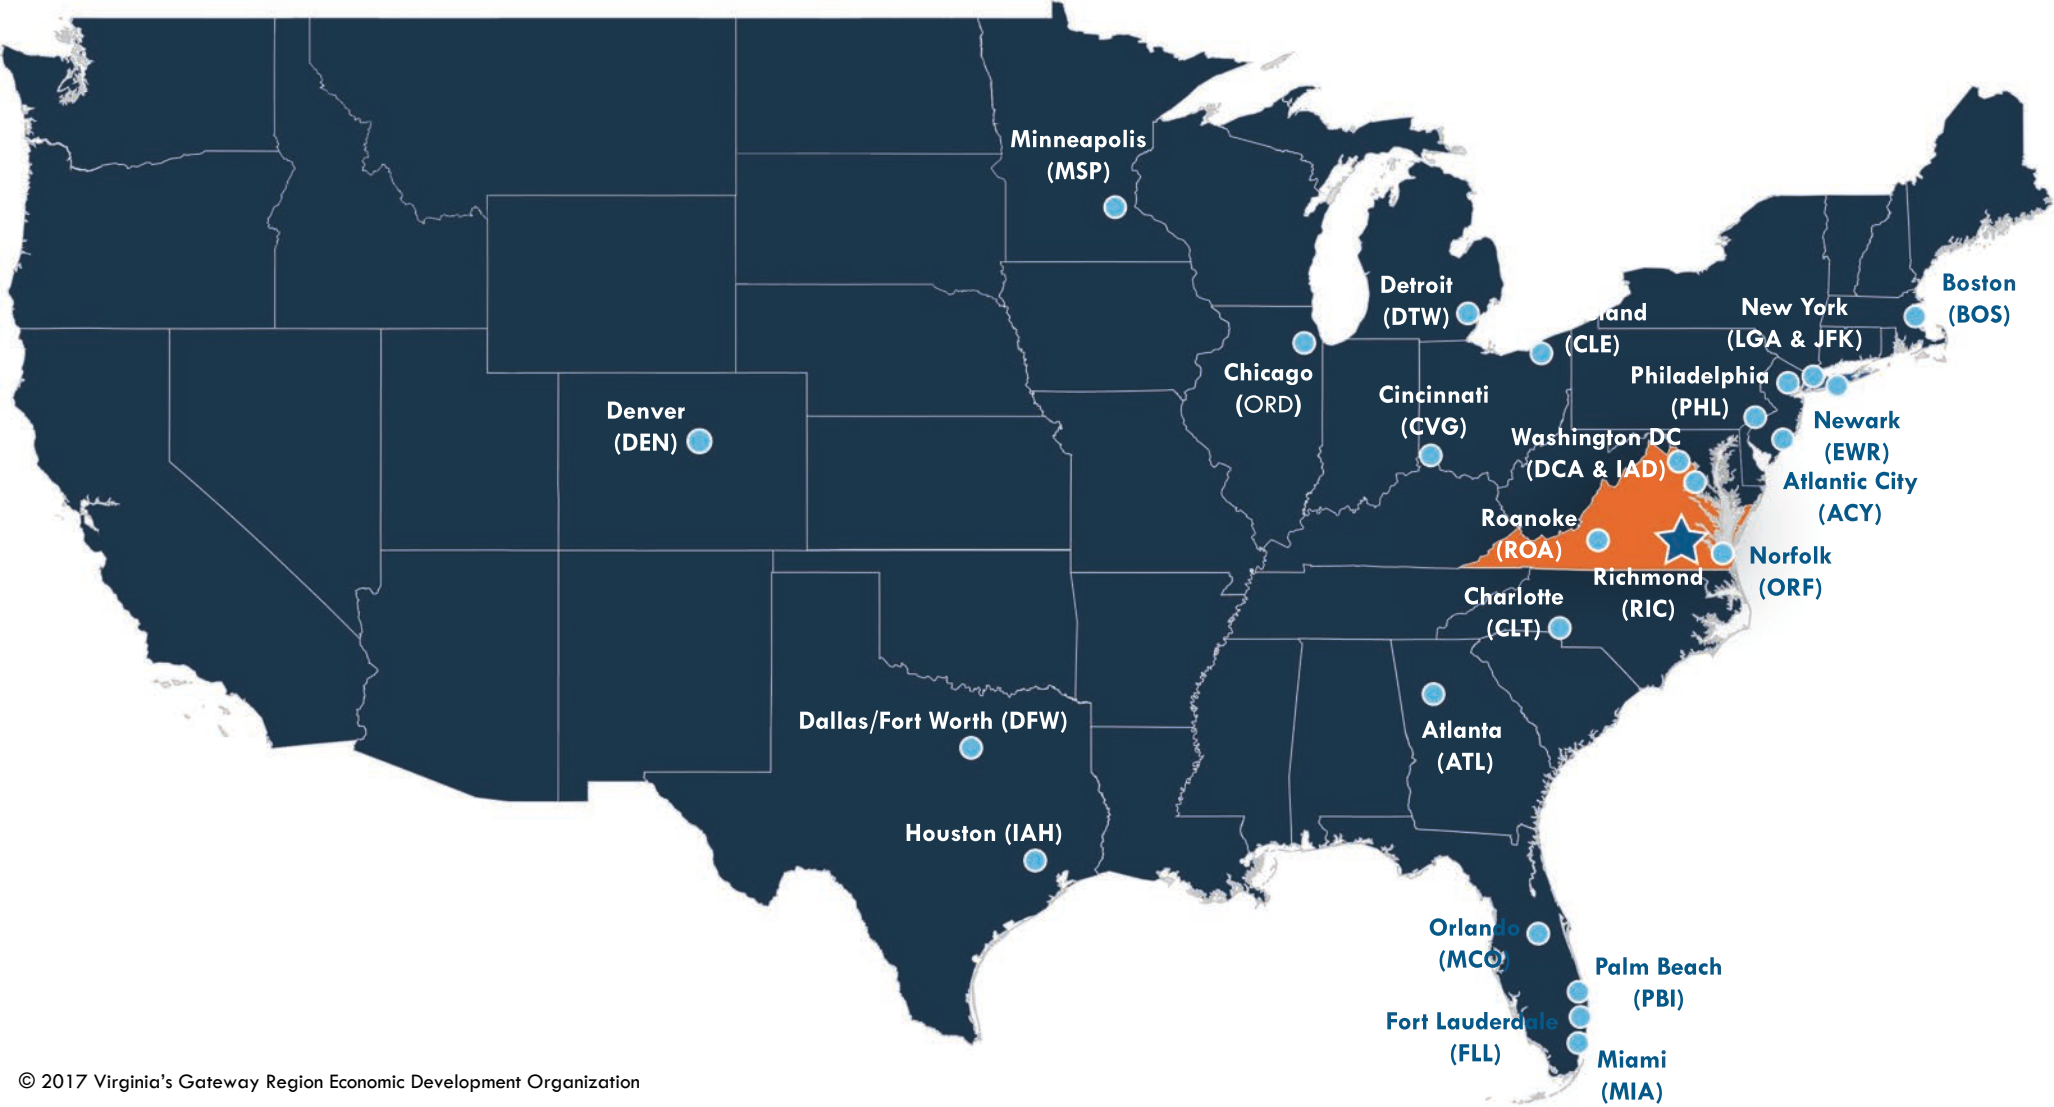 Minneapolis
(MSP)
Detroit
(DTW)
(CLE)
New York
(LGA & JFK)
Boston
(BOS)
Chicago
(ORD)
Cincinnati
(CVG)
Philadelphia
(PHL)
Newark
(EWR)
Denver
(DEN)
Washington DC
(DCA & IAD)
Atlantic City
(ACY)
Roanoke
(ROA)
Norfolk
(ORF)
Richmond
(RIC)
Charlotte
(CLT)
Dallas/Fort Worth (DFW)
Atlanta
(ATL)
Houston (IAH)
Orlando
(MCO)
Palm Beach
(PBI)
Fort Lauderdale
(FLL)
Miami
(MIA)
© 2017 Virginia’s Gateway Region Economic Development Organization